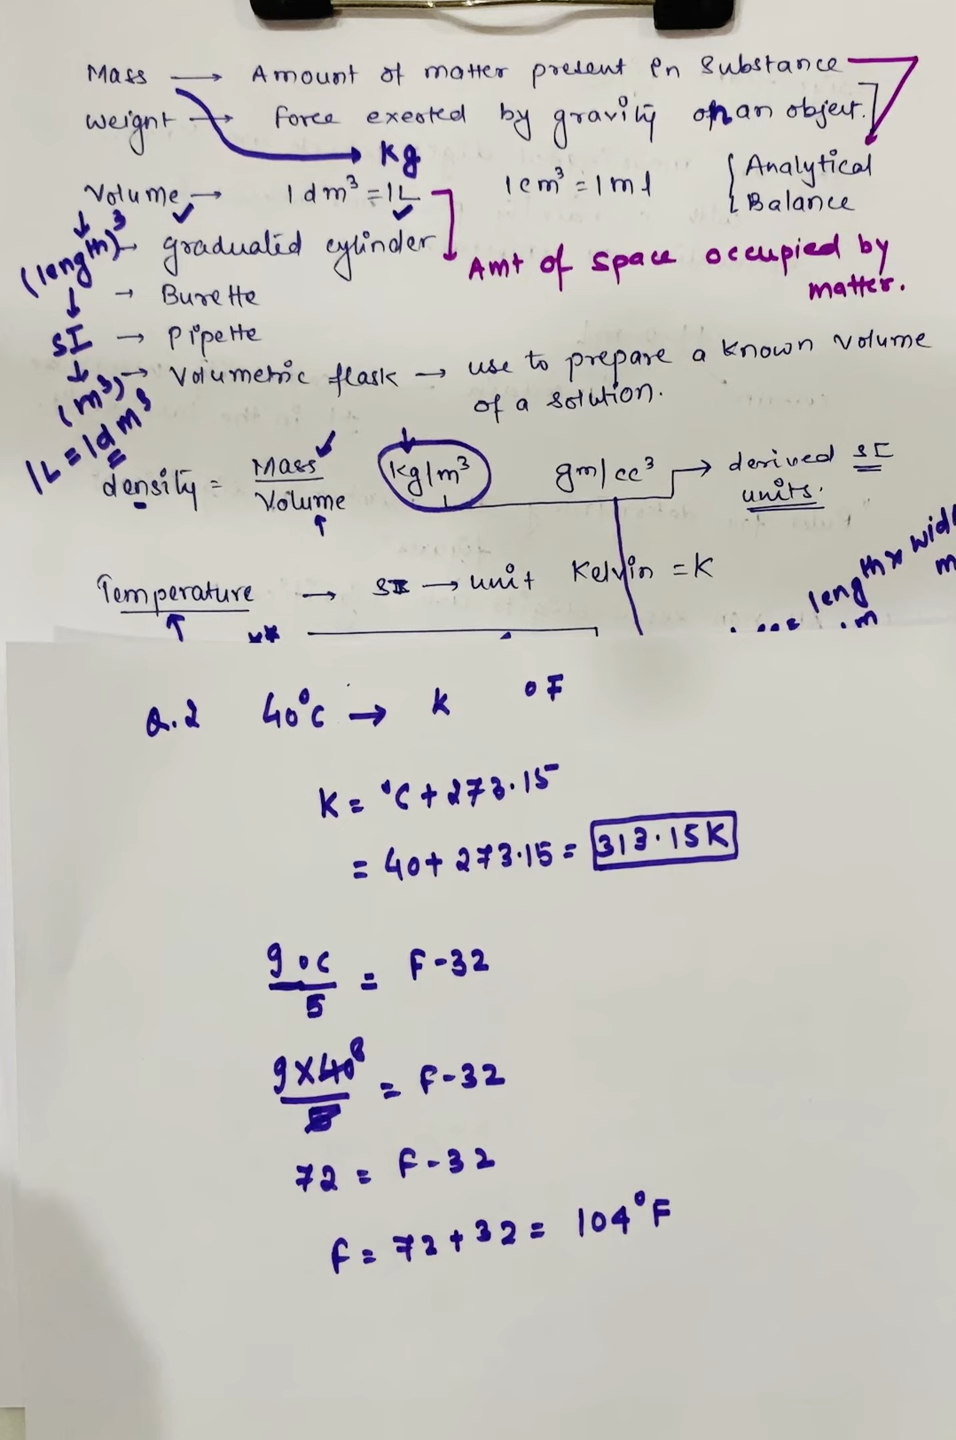 Mass → Amount of matter present in Substance
Weight → force exerted by gravity on an object.
Kg
Volume → 1 dm³ = 1L
1 cm³ = 1 ml
{ Analytical
Balance
(length)³
→ graduated cylinder
Amt of space occupied by
matter.
→ Burette
SI → Pipette
(m³) → Volumetric flask → use to prepare a known volume
of a solution.
1L = 1dm³
density = Mass / Volume
kg/m³
gm/cc³ → derived SI
units.
Temperature → SI → unit Kelvin = K
length x wid
m
. m
**
Q.2 40°C → K °F
K = °C + 273.15
= 40 + 273.15 = 313.15K
9°C / 5 = F - 32
9 x 40 8 / 5 = F - 32
72 = F - 32
F = 72 + 32 = 104°F